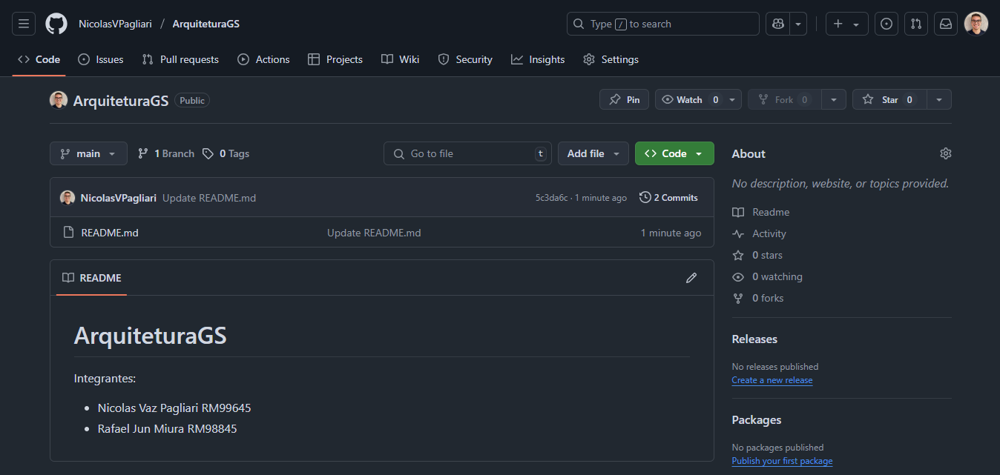 NicolasVPagliari / ArquiteturaGS
Type / to search
Code Issues Pull requests Actions Projects Wiki Security Insights Settings
ArquiteturaGS Public
Pin Watch 0 Fork 0 Star 0
main 1 Branch 0 Tags
Go to file t Add file Code
NicolasVPagliari Update README.md 5c3da6c · 1 minute ago 2 Commits
README.md Update README.md 1 minute ago
README
ArquiteturaGS
Integrantes:
Nicolas Vaz Pagliari RM99645
Rafael Jun Miura RM98845
About
No description, website, or topics provided.
Readme
Activity
0 stars
0 watching
0 forks
Releases
No releases published
Create a new release
Packages
No packages published
Publish your first package